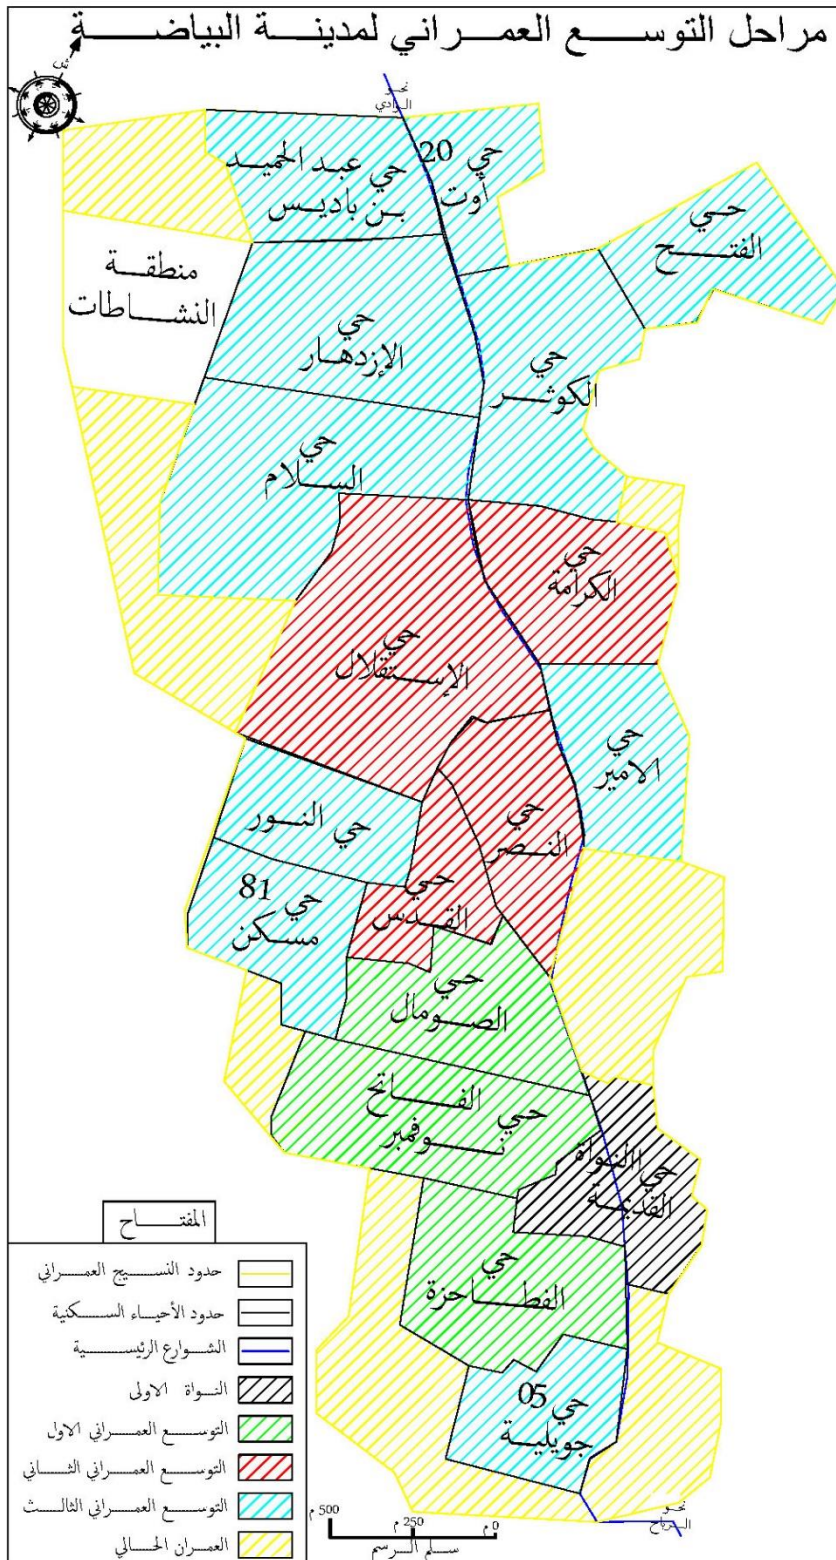 مراحل التوسع العمراني لمدينة البياضة
نحو
الوادي
حي 20
أوت
حي عبد الحميد
بن باديس
حي
الفتح
منطقة
النشاطات
حي
الإزدهار
حي
الكوثر
حي
السلام
حي
الكرامة
حي
الإستقلال
حي
الامير
حي النور
حي
النصر
حي 81
مسكن
حي
القدس
حي
الصومال
حي الفاتح
نوفمبر
حي االنواة
القديمة
حي
الفطاحزة
حي 05
جويلية
المفتاح
حدود النسيج العمراني
حدود الأحياء السكنية
الشوارع الرئيسية
النواة الاولى
التوسع العمراني الاول
التوسع العمراني الثاني
التوسع العمراني الثالث
العمران الحالي
500 م
250 م
0 م
سلم الرسم
نحو
الرباح